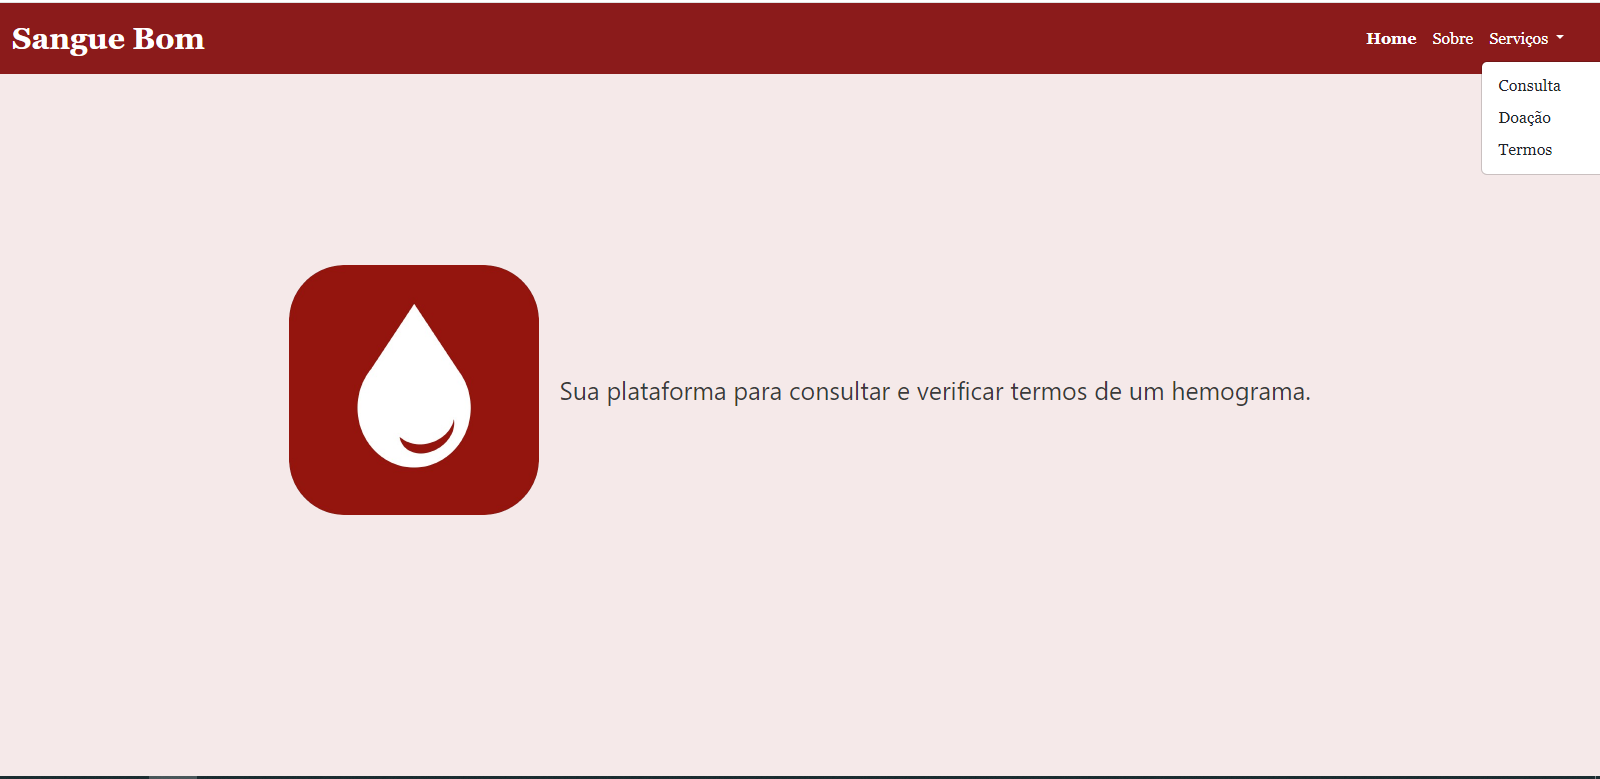 Sangue Bom
Home Sobre Serviços
Consulta
Doação
Termos
Sua plataforma para consultar e verificar termos de um hemograma.